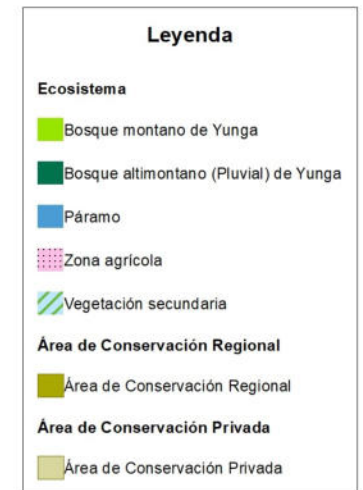 Leyenda
Ecosistema
Bosque montano de Yunga
Bosque altimontano (Pluvial) de Yunga
Páramo
Zona agrícola
Vegetación secundaria
Área de Conservación Regional
Área de Conservación Regional
Área de Conservación Privada
Área de Conservación Privada